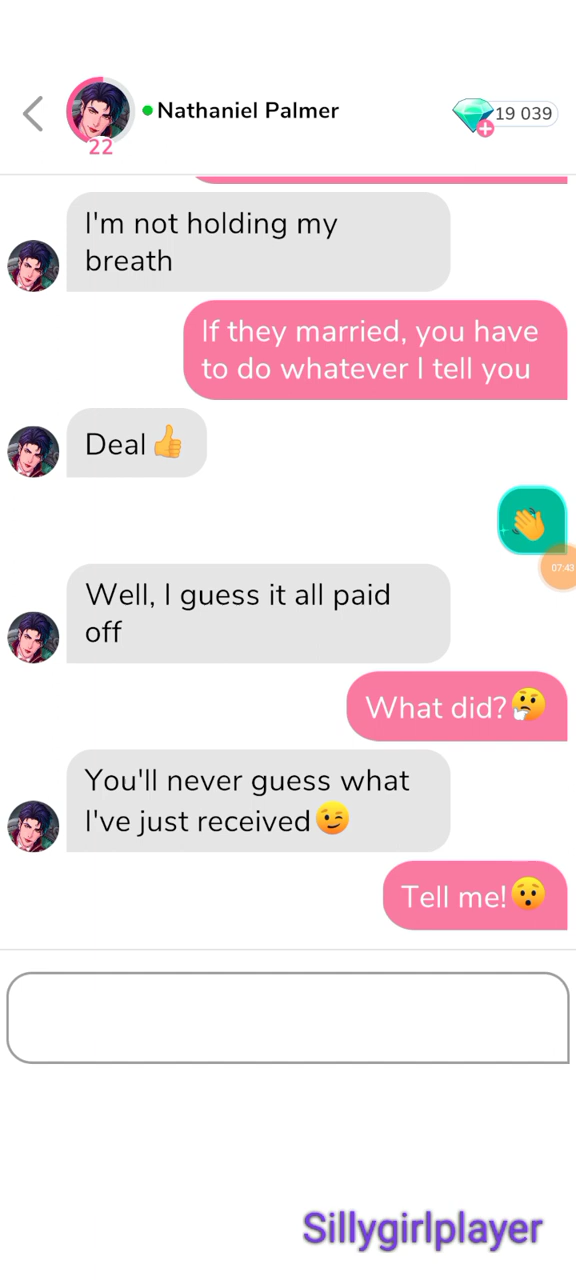 Nathaniel Palmer
19 039
22
I'm not holding my
breath
If they married, you have
to do whatever I tell you
Deal👍
👋
07:43
Well, I guess it all paid
off
What did?🤔
You'll never guess what
I've just received😉
Tell me!😯
Sillygirlplayer